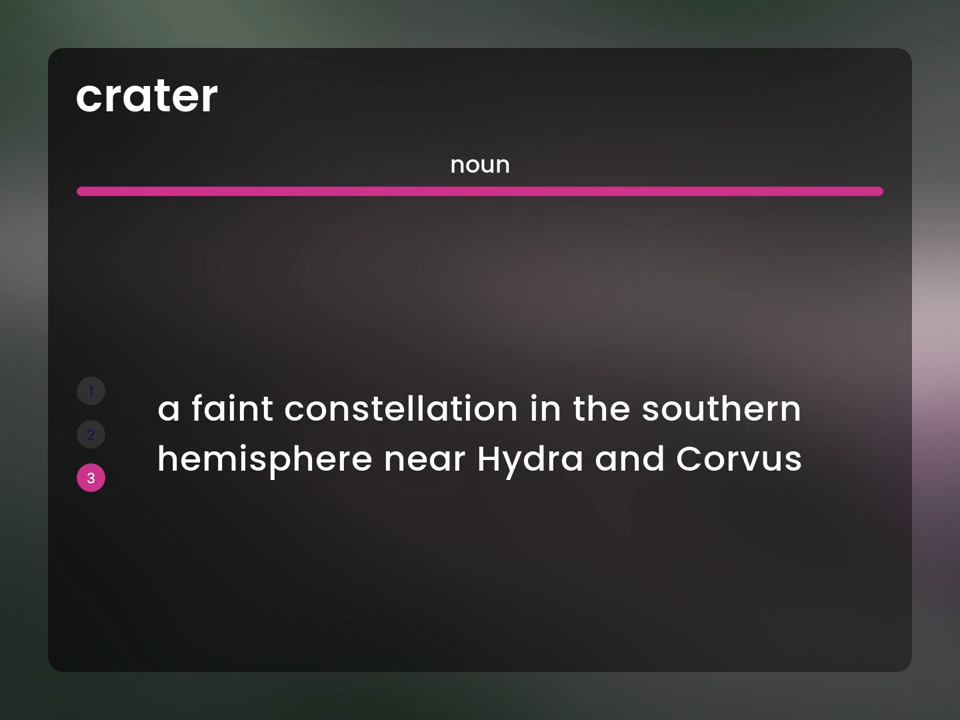 crater
noun
1
2
3
a faint constellation in the southern
hemisphere near Hydra and Corvus